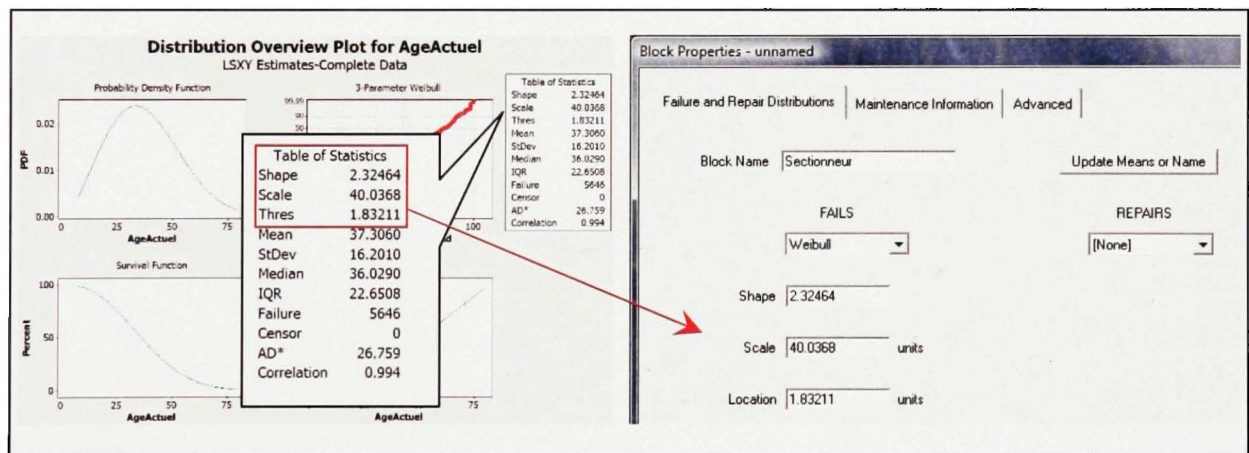 Distribution Overview Plot for AgeActuel
LSXY Estimates-Complete Data
Probability Density Function
PDF
0.02
0.01
0.00
0 25 50 75
AgeActuel
3-Parameter Weibull
99,99
90
50
100
Survival Function
Percent
100
50
0
0 25 50 75
AgeActuel
75
AgeActuel
Table of Statistics
Shape 2.32464
Scale 40.0368
Thres 1.83211
Mean 37.3060
StDev 16.2010
Median 36.0290
IQR 22.6508
Failure 5646
Censor 0
AD* 26.759
Correlation 0.994
Table of Statistics
Shape 2.32464
Scale 40.0368
Thres 1.83211
Mean 37.3060
StDev 16.2010
Median 36.0290
IQR 22.6508
Failure 5646
Censor 0
AD* 26.759
Correlation 0.994
Block Properties - unnamed
Failure and Repair Distributions Maintenance Information Advanced
Block Name Sectionneur Update Means or Name
FAILS REPAIRS
Weibull [None]
Shape 2.32464
Scale 40.0368 units
Location 1.83211 units